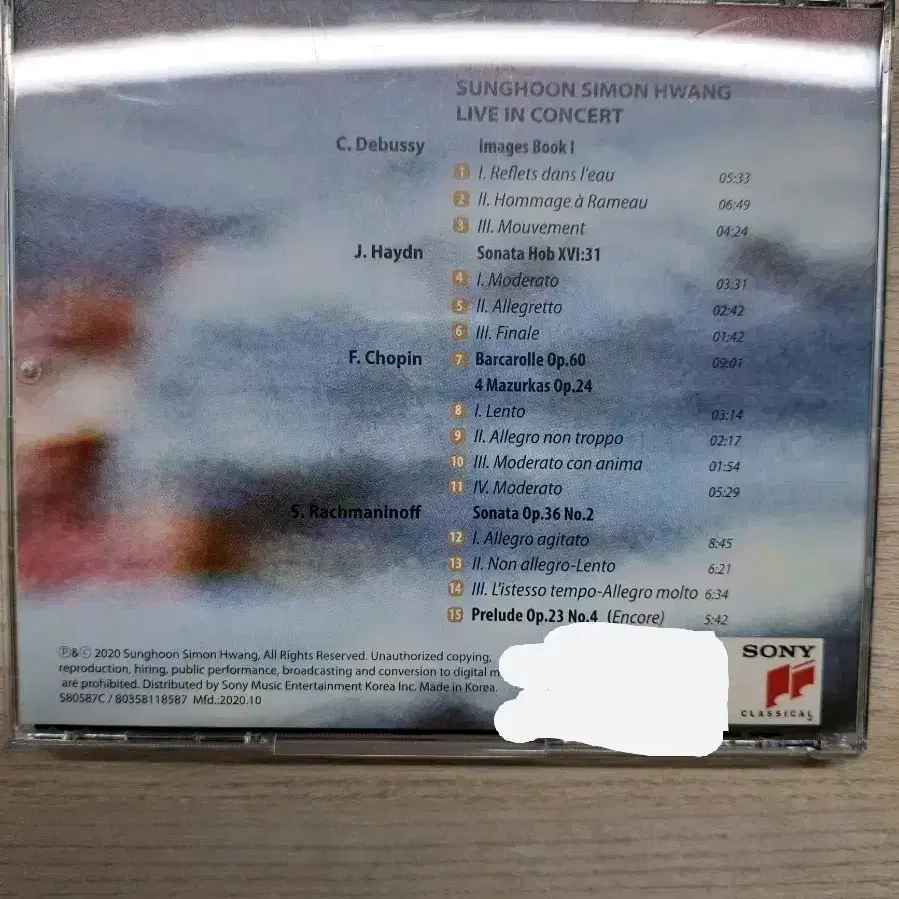 SUNGHOON SIMON HWANG
LIVE IN CONCERT
C. Debussy Images Book I
1 I. Reflets dans l'eau 05:33
2 II. Hommage à Rameau 06:49
3 III. Mouvement 04:24
J. Haydn Sonata Hob XVI:31
4 I. Moderato 03:31
5 II. Allegretto 02:42
6 III. Finale 01:42
F. Chopin 7 Barcarolle Op.60 09:01
4 Mazurkas Op.24
8 I. Lento 03:14
9 II. Allegro non troppo 02:17
10 III. Moderato con anima 01:54
11 IV. Moderato 05:29
S. Rachmaninoff Sonata Op.36 No.2
12 I. Allegro agitato 8:45
13 II. Non allegro-Lento 6:21
14 III. L'istesso tempo-Allegro molto 6:34
15 Prelude Op.23 No.4 (Encore) 5:42
℗&© 2020 Sunghoon Simon Hwang, All Rights Reserved. Unauthorized copying,
reproduction, hiring, public performance, broadcasting and conversion to digital
are prohibited. Distributed by Sony Music Entertainment Korea Inc. Made in Korea.
S80587C / 80358118587 Mfd.:2020.10
SONY
CLASSICAL